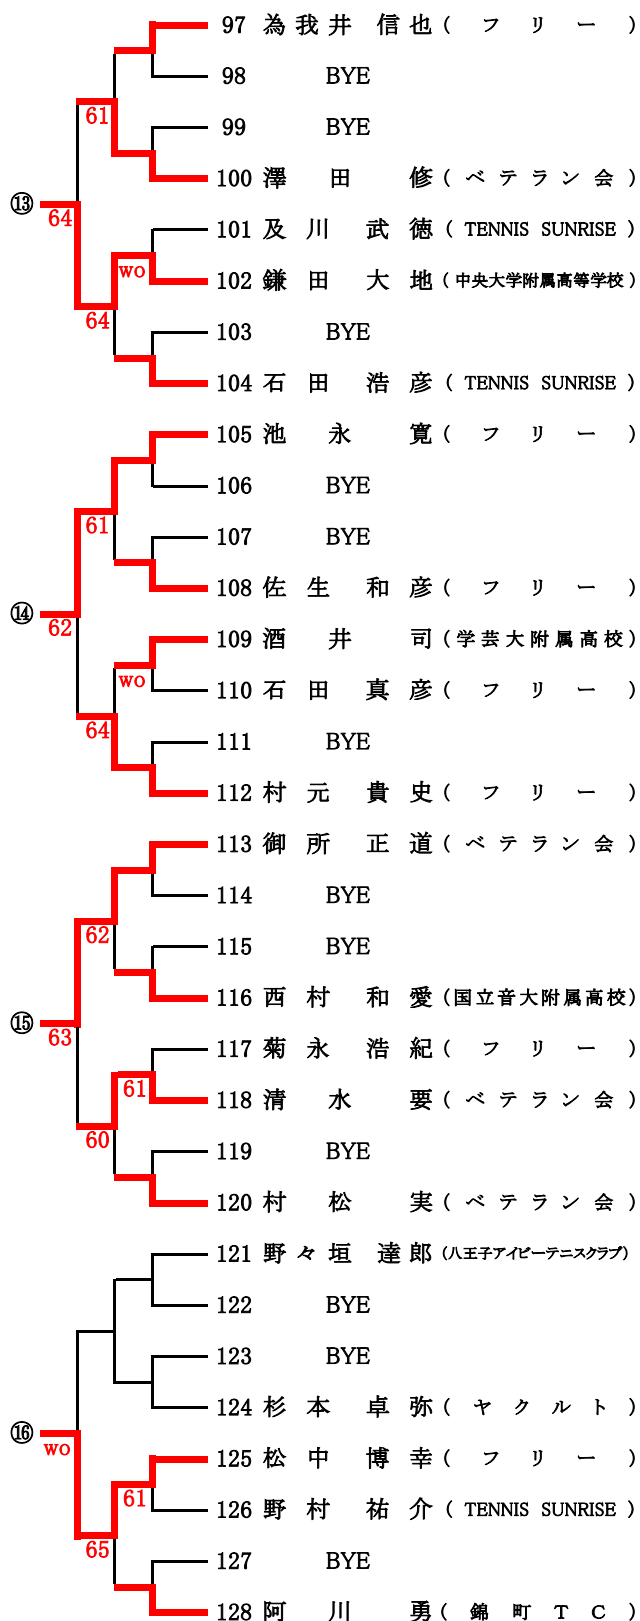 97 為我井 信也 ( フリー )
98 BYE
61
99 BYE
100 澤田 修 ( ベテラン会 )
⑬
64
101 及川 武徳 ( TENNIS SUNRISE )
wo
102 鎌田 大地 ( 中央大学附属高等学校 )
64
103 BYE
104 石田 浩彦 ( TENNIS SUNRISE )
105 池永 寛 ( フリー )
106 BYE
61
107 BYE
108 佐生 和彦 ( フリー )
⑭
62
109 酒井 司 ( 学芸大附属高校 )
wo
110 石田 真彦 ( フリー )
64
111 BYE
112 村元 貴史 ( フリー )
113 御所 正道 ( ベテラン会 )
114 BYE
62
115 BYE
116 西村 和愛 ( 国立音大附属高校 )
⑮
63
117 菊永 浩紀 ( フリー )
61
118 清水 要 ( ベテラン会 )
60
119 BYE
120 村松 実 ( ベテラン会 )
121 野々垣 達郎 ( 八王子アイビーテニスクラブ )
122 BYE
123 BYE
124 杉本 卓弥 ( ヤクルト )
⑯
wo
125 松中 博幸 ( フリー )
61
126 野村 祐介 ( TENNIS SUNRISE )
65
127 BYE
128 阿川 勇 ( 錦町TC )